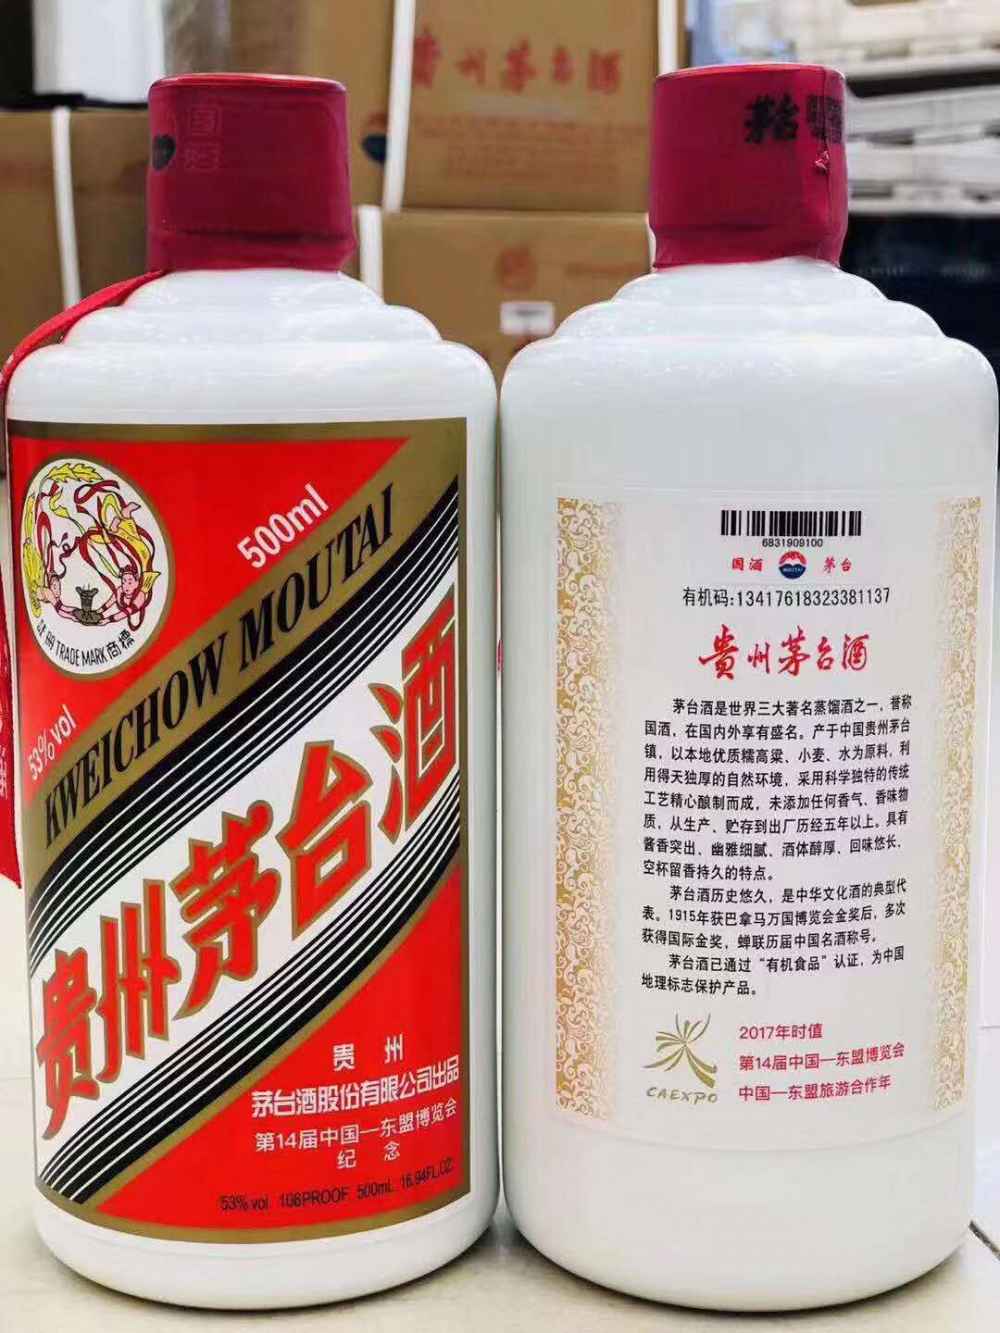 贵州茅台酒
茅台
500ml
53%vol
KWEICHOW MOUTAI
TRADE MARK 商標
贵州茅台酒
贵 州
茅台酒股份有限公司出品
第14届中国—东盟博览会
纪 念
53% vol 106PROOF 500mL 16.94FL.OZ
6831909100
国酒 MOUTAI 茅台
有机码:13417618323381137
贵州茅台酒
茅台酒是世界三大著名蒸馏酒之一，誉称
国酒，在国内外享有盛名。产于中国贵州茅台
镇，以本地优质糯高粱、小麦、水为原料，利
用得天独厚的自然环境，采用科学独特的传统
工艺精心酿制而成，未添加任何香气、香味物
质，从生产、贮存到出厂历经五年以上。具有
酱香突出、幽雅细腻、酒体醇厚、回味悠长，
空杯留香持久的特点。
茅台酒历史悠久，是中华文化酒的典型代
表。1915年获巴拿马万国博览会金奖后，多次
获得国际金奖，蝉联历届中国名酒称号。
茅台酒已通过“有机食品”认证，为中国
地理标志保护产品。
CAEXPO
2017年时值
第14届中国—东盟博览会
中国—东盟旅游合作年